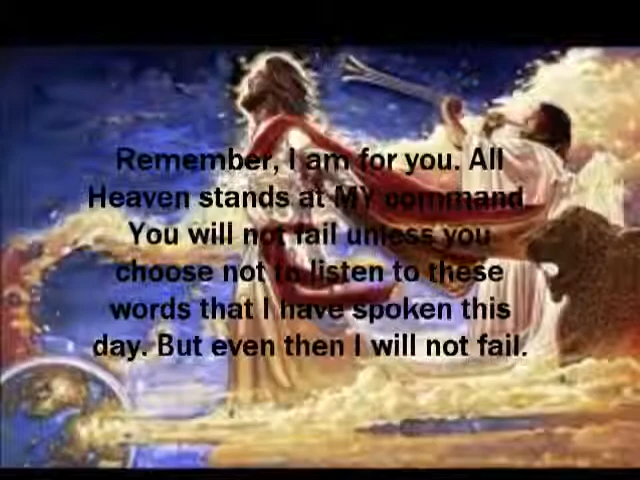 Remember, I am for you. All
Heaven stands at MY command.
You will not fail unless you
choose not to listen to these
words that I have spoken this
day. But even then I will not fail.